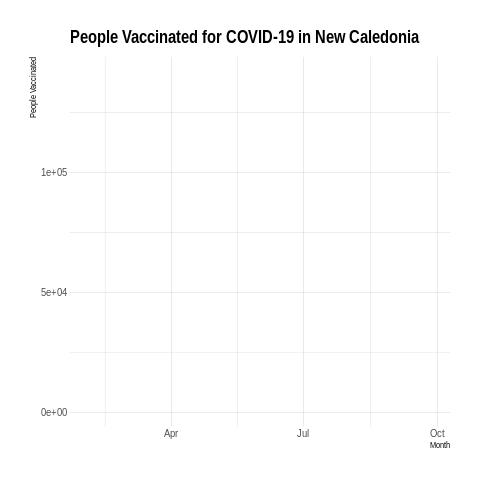 People Vaccinated for COVID-19 in New Caledonia
People Vaccinated
1e+05
5e+04
0e+00
Apr
Jul
Oct
Month